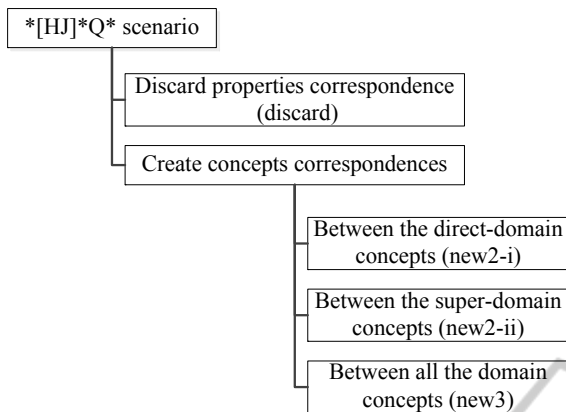 *[HJ]*Q* scenario
Discard properties correspondence
(discard)
Create concepts correspondences
Between the direct-domain
concepts (new2-i)
Between the super-domain
concepts (new2-ii)
Between all the domain
concepts (new3)